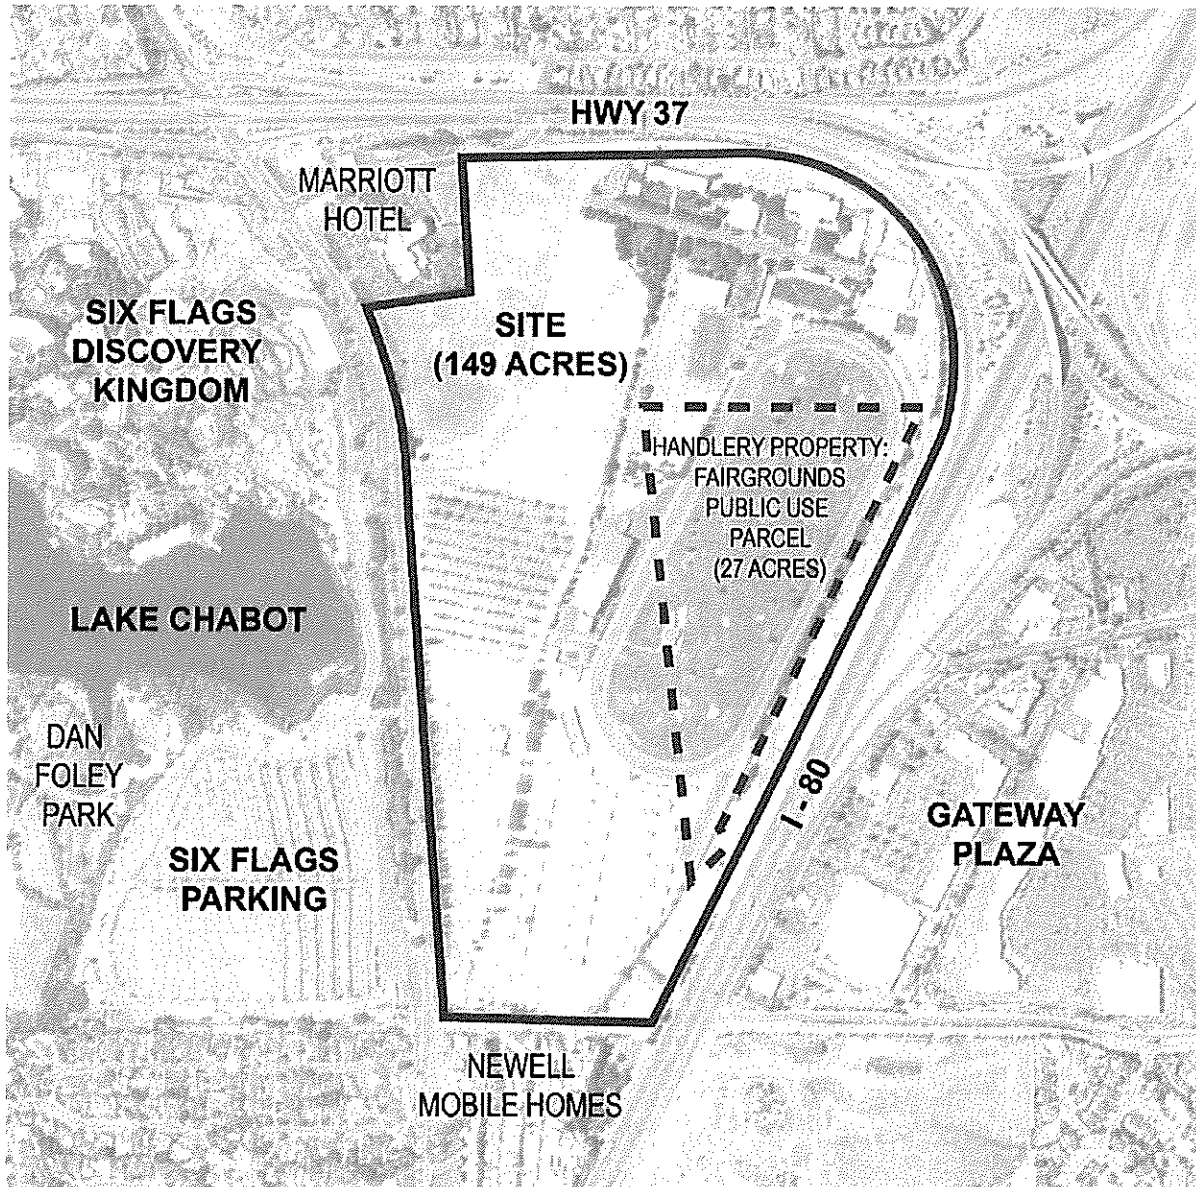 HWY 37
MARRIOTT
HOTEL
SIX FLAGS
DISCOVERY
KINGDOM
SITE
(149 ACRES)
HANDLERY PROPERTY:
FAIRGROUNDS
PUBLIC USE
PARCEL
(27 ACRES)
LAKE CHABOT
DAN
FOLEY
PARK
SIX FLAGS
PARKING
I - 80
GATEWAY
PLAZA
NEWELL
MOBILE HOMES